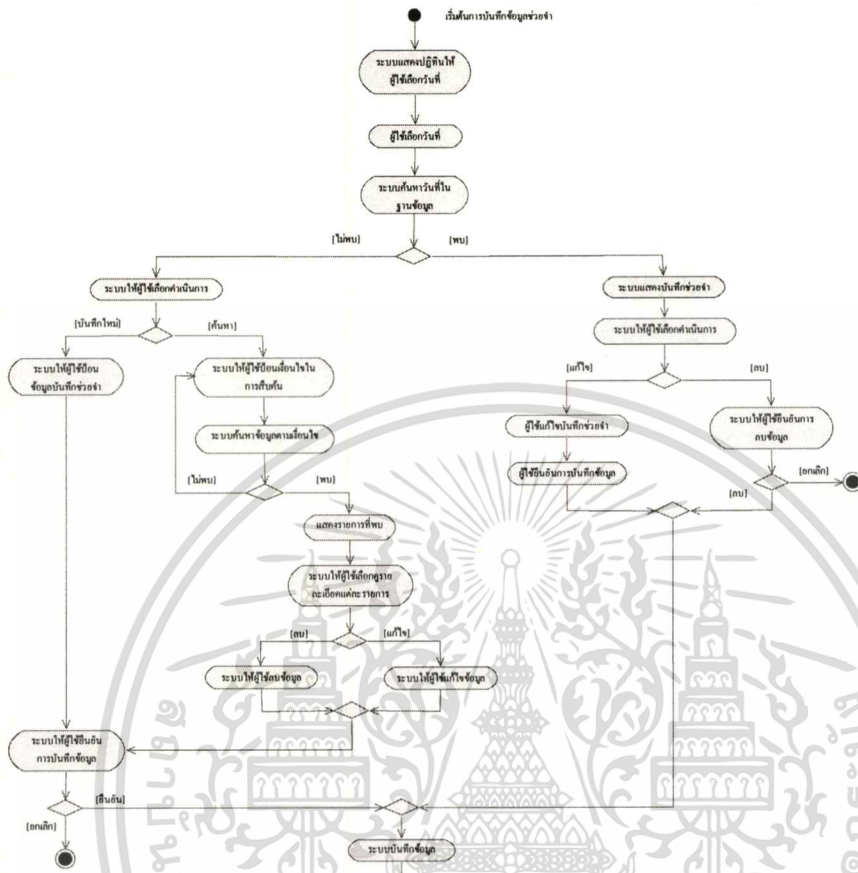 เริ่มต้นการบันทึกข้อมูลช่วยจำ
ระบบแสดงปฏิทินให้
ผู้ใช้เลือกวันที่
ผู้ใช้เลือกวันที่
ระบบค้นหาวันที่ใน
ฐานข้อมูล
[ไม่พบ]
[พบ]
ระบบให้ผู้ใช้เลือกดำเนินการ
ระบบแสดงบันทึกช่วยจำ
[บันทึกใหม่]
[ค้นหา]
ระบบให้ผู้ใช้เลือกดำเนินการ
ระบบให้ผู้ใช้ป้อน
ข้อมูลบันทึกช่วยจำ
ระบบให้ผู้ใช้ป้อนเงื่อนไขใน
การสืบค้น
[แก้ไข]
[ลบ]
ระบบค้นหาข้อมูลตามเงื่อนไข
ผู้ใช้แก้ไขบันทึกช่วยจำ
ระบบให้ผู้ใช้ยืนยันการ
ลบข้อมูล
ผู้ใช้ยืนยันการบันทึกข้อมูล
[ยกเลิก]
[ไม่พบ]
[พบ]
[ลบ]
แสดงรายการที่พบ
ระบบให้ผู้ใช้เลือกดูราย
ละเอียดแต่ละรายการ
[ลบ]
[แก้ไข]
ระบบให้ผู้ใช้ลบข้อมูล
ระบบให้ผู้ใช้แก้ไขข้อมูล
ระบบให้ผู้ใช้ยืนยัน
การบันทึกข้อมูล
[ยืนยัน]
[ยกเลิก]
ระบบบันทึกข้อมูล